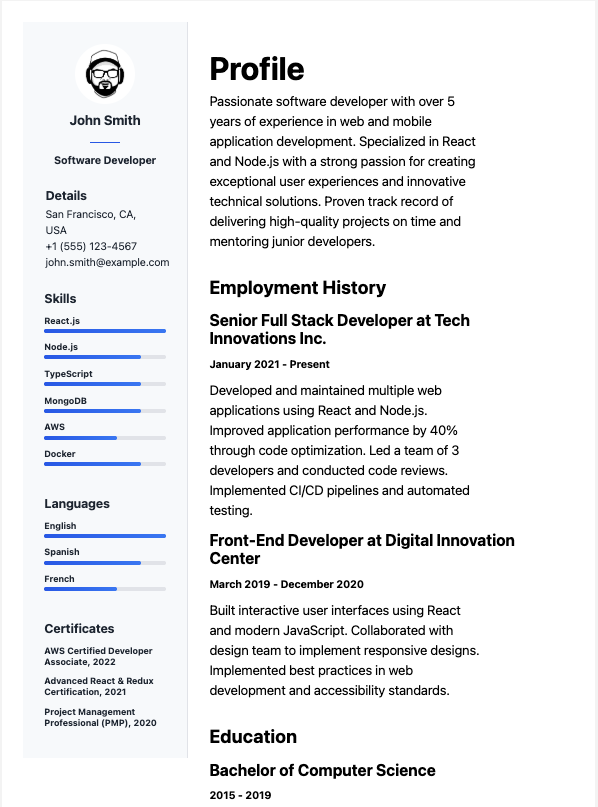 John Smith
Software Developer
Details
San Francisco, CA,
USA
+1 (555) 123-4567
john.smith@example.com
Skills
React.js
Node.js
TypeScript
MongoDB
AWS
Docker
Languages
English
Spanish
French
Certificates
AWS Certified Developer
Associate, 2022
Advanced React & Redux
Certification, 2021
Project Management
Professional (PMP), 2020
Profile
Passionate software developer with over 5
years of experience in web and mobile
application development. Specialized in React
and Node.js with a strong passion for creating
exceptional user experiences and innovative
technical solutions. Proven track record of
delivering high-quality projects on time and
mentoring junior developers.
Employment History
Senior Full Stack Developer at Tech
Innovations Inc.
January 2021 - Present
Developed and maintained multiple web
applications using React and Node.js.
Improved application performance by 40%
through code optimization. Led a team of 3
developers and conducted code reviews.
Implemented CI/CD pipelines and automated
testing.
Front-End Developer at Digital Innovation
Center
March 2019 - December 2020
Built interactive user interfaces using React
and modern JavaScript. Collaborated with
design team to implement responsive designs.
Implemented best practices in web
development and accessibility standards.
Education
Bachelor of Computer Science
2015 - 2019